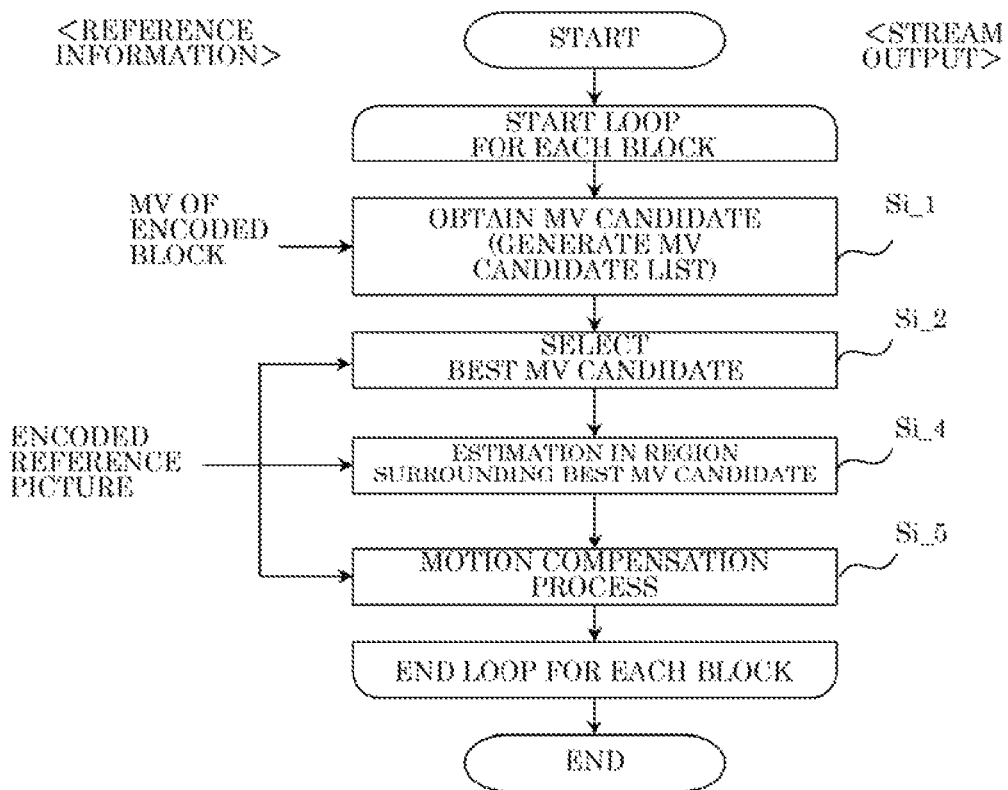 <REFERENCE
INFORMATION>
START
<STREAM
OUTPUT>
START LOOP
FOR EACH BLOCK
MV OF
ENCODED
BLOCK
OBTAIN MV CANDIDATE
(GENERATE MV
CANDIDATE LIST)
Si_1
SELECT
BEST MV CANDIDATE
Si_2
ENCODED
REFERENCE
PICTURE
ESTIMATION IN REGION
SURROUNDING BEST MV CANDIDATE
Si_4
MOTION COMPENSATION
PROCESS
Si_5
END LOOP FOR EACH BLOCK
END